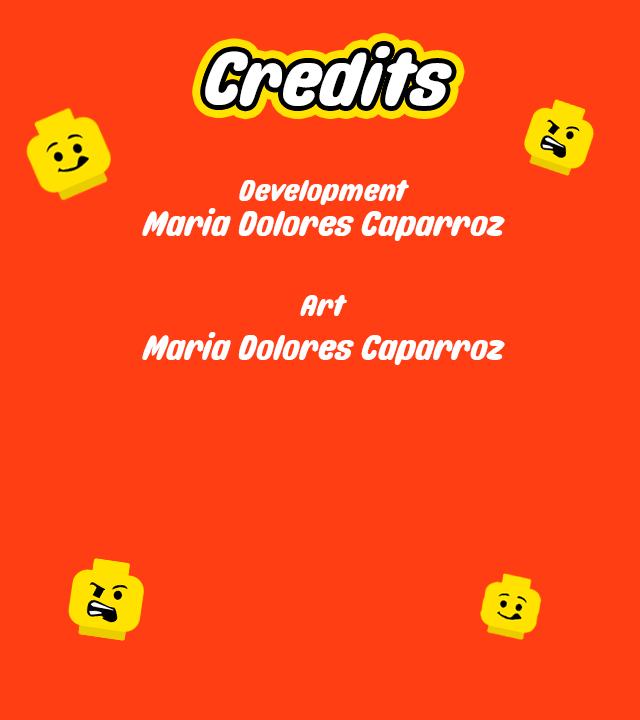 Credits
Development
Maria Dolores Caparroz
Art
Maria Dolores Caparroz